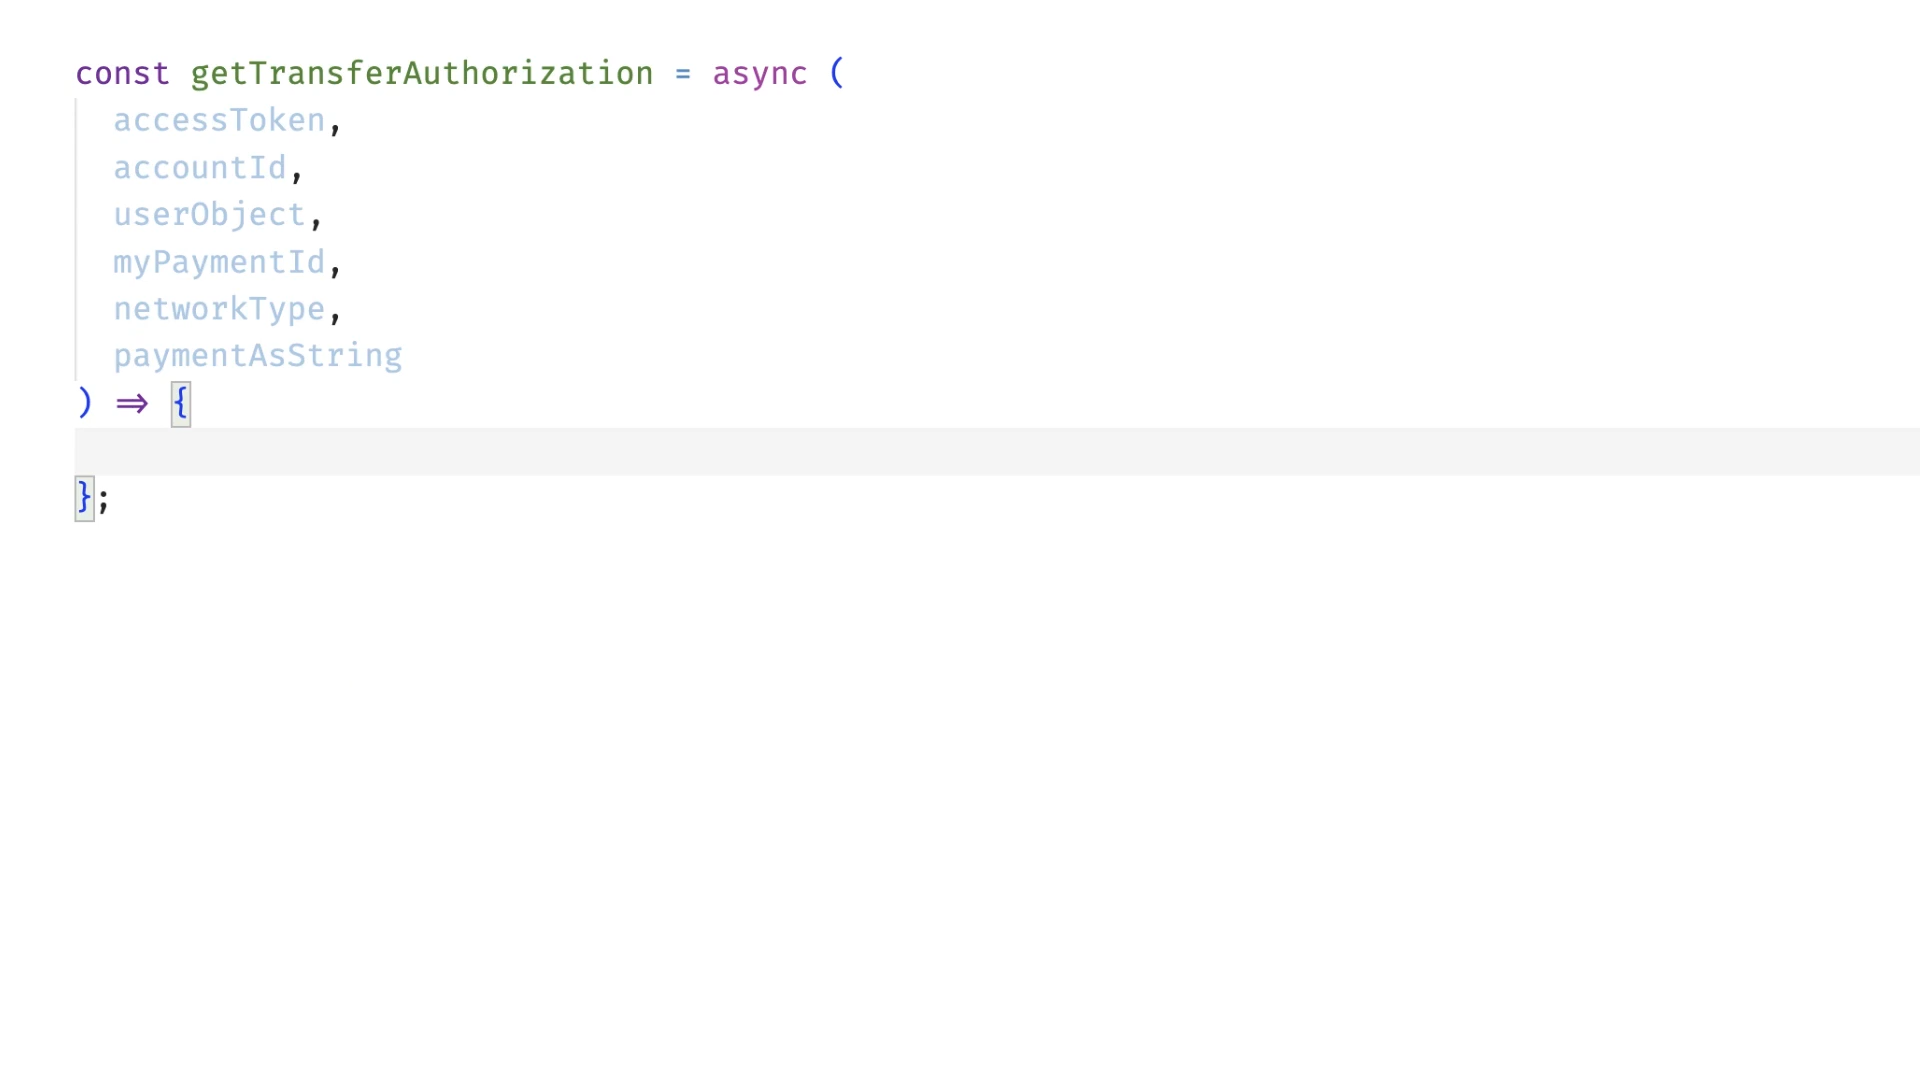 const getTransferAuthorization = async (
  accessToken,
  accountId,
  userObject,
  myPaymentId,
  networkType,
  paymentAsString
) => {
};